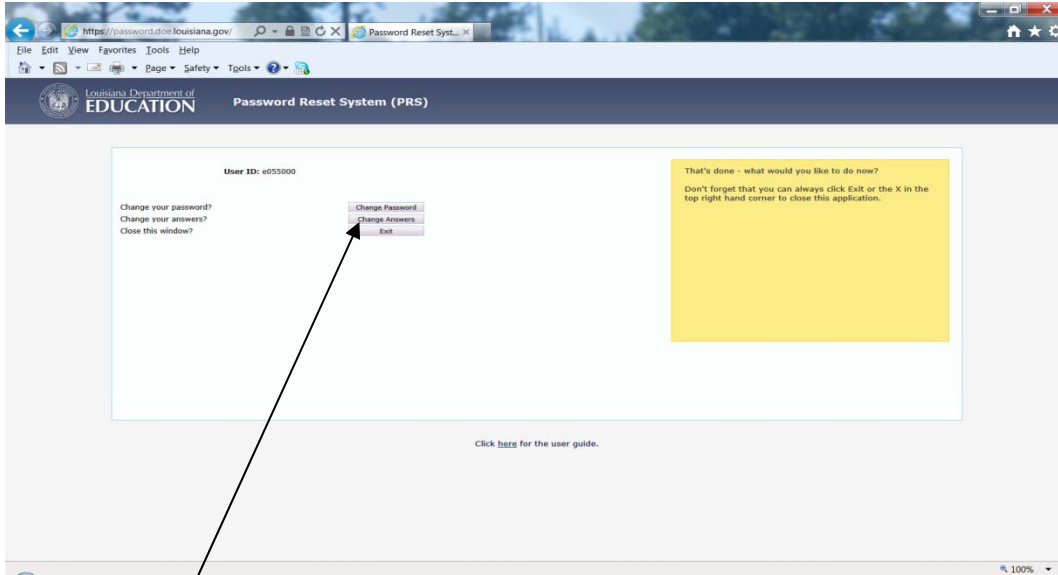 https://password.doe.louisiana.gov/
Password Reset Syst...
File Edit View Favorites Tools Help
Page Safety Tools
Louisiana Department of
EDUCATION
Password Reset System (PRS)
User ID: e055000
Change your password? Change Password
Change your answers? Change Answers
Close this window? Exit
That's done - what would you like to do now?
Don't forget that you can always click Exit or the X in the
top right hand corner to close this application.
Click here for the user guide.
100%